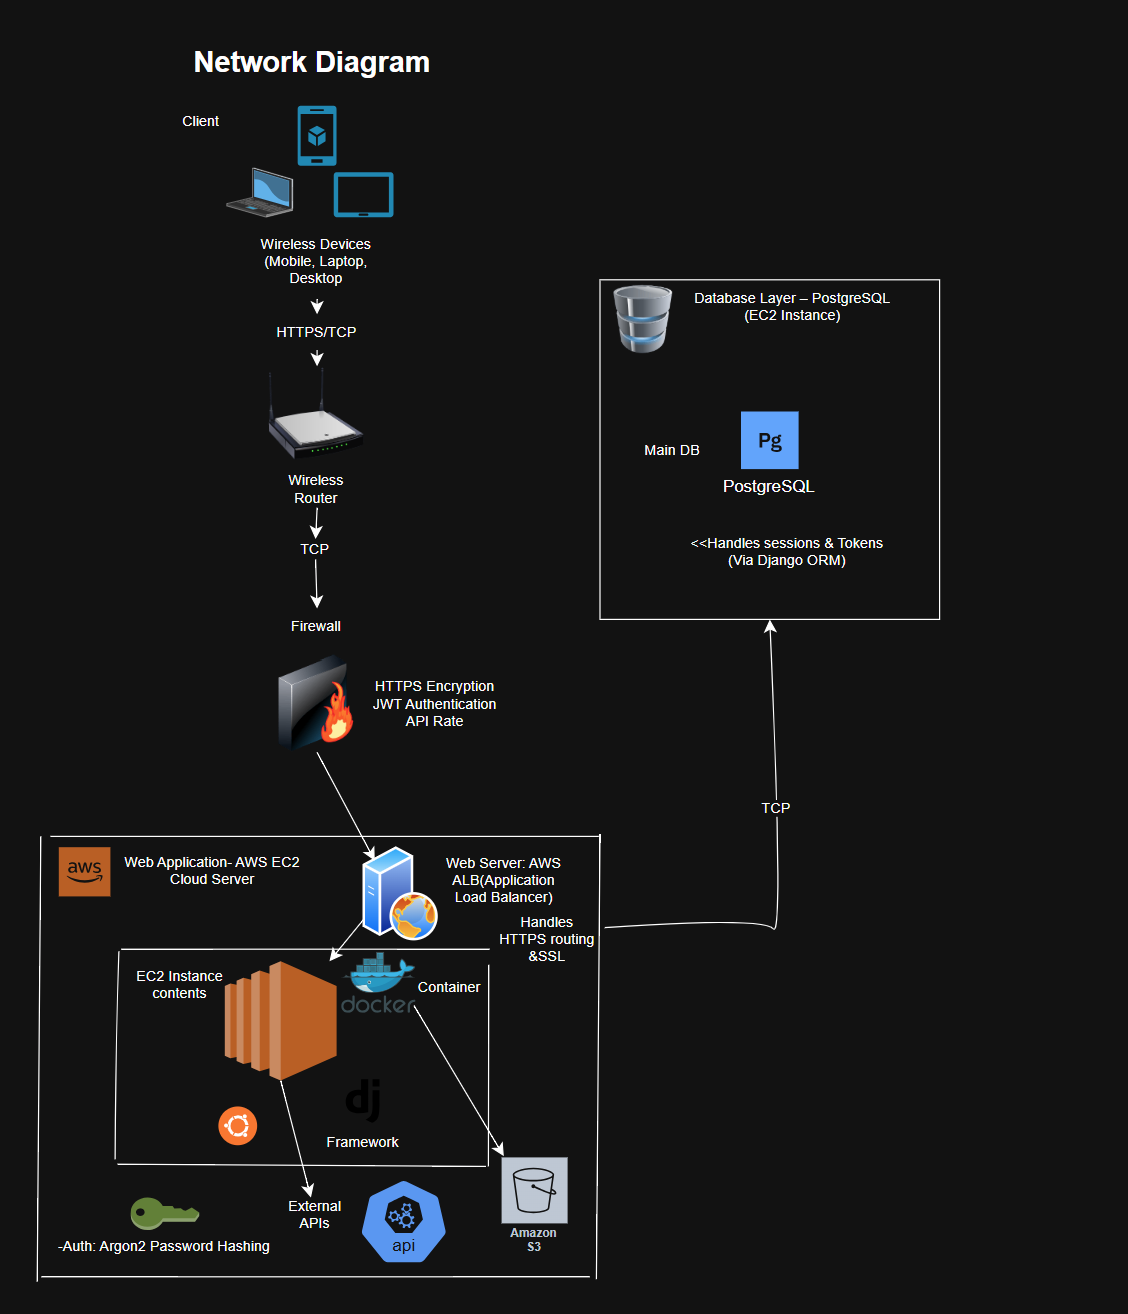 Network Diagram
Client
Wireless Devices
(Mobile, Laptop,
Desktop
HTTPS/TCP
Wireless
Router
TCP
Firewall
HTTPS Encryption
JWT Authentication
API Rate
Database Layer – PostgreSQL
(EC2 Instance)
Main DB
Pg
PostgreSQL
<<Handles sessions & Tokens
(Via Django ORM)
TCP
aws
Web Application- AWS EC2
Cloud Server
Web Server: AWS
ALB(Application
Load Balancer)
Handles
HTTPS routing
&SSL
EC2 Instance
contents
docker
Container
dj
Framework
External
APIs
api
Amazon
S3
-Auth: Argon2 Password Hashing